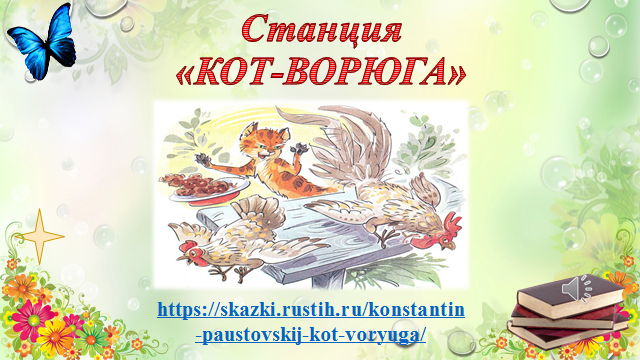 Станция
«КОТ-ВОРЮГА»
https://skazki.rustih.ru/konstantin
-paustovskij-kot-voryuga/